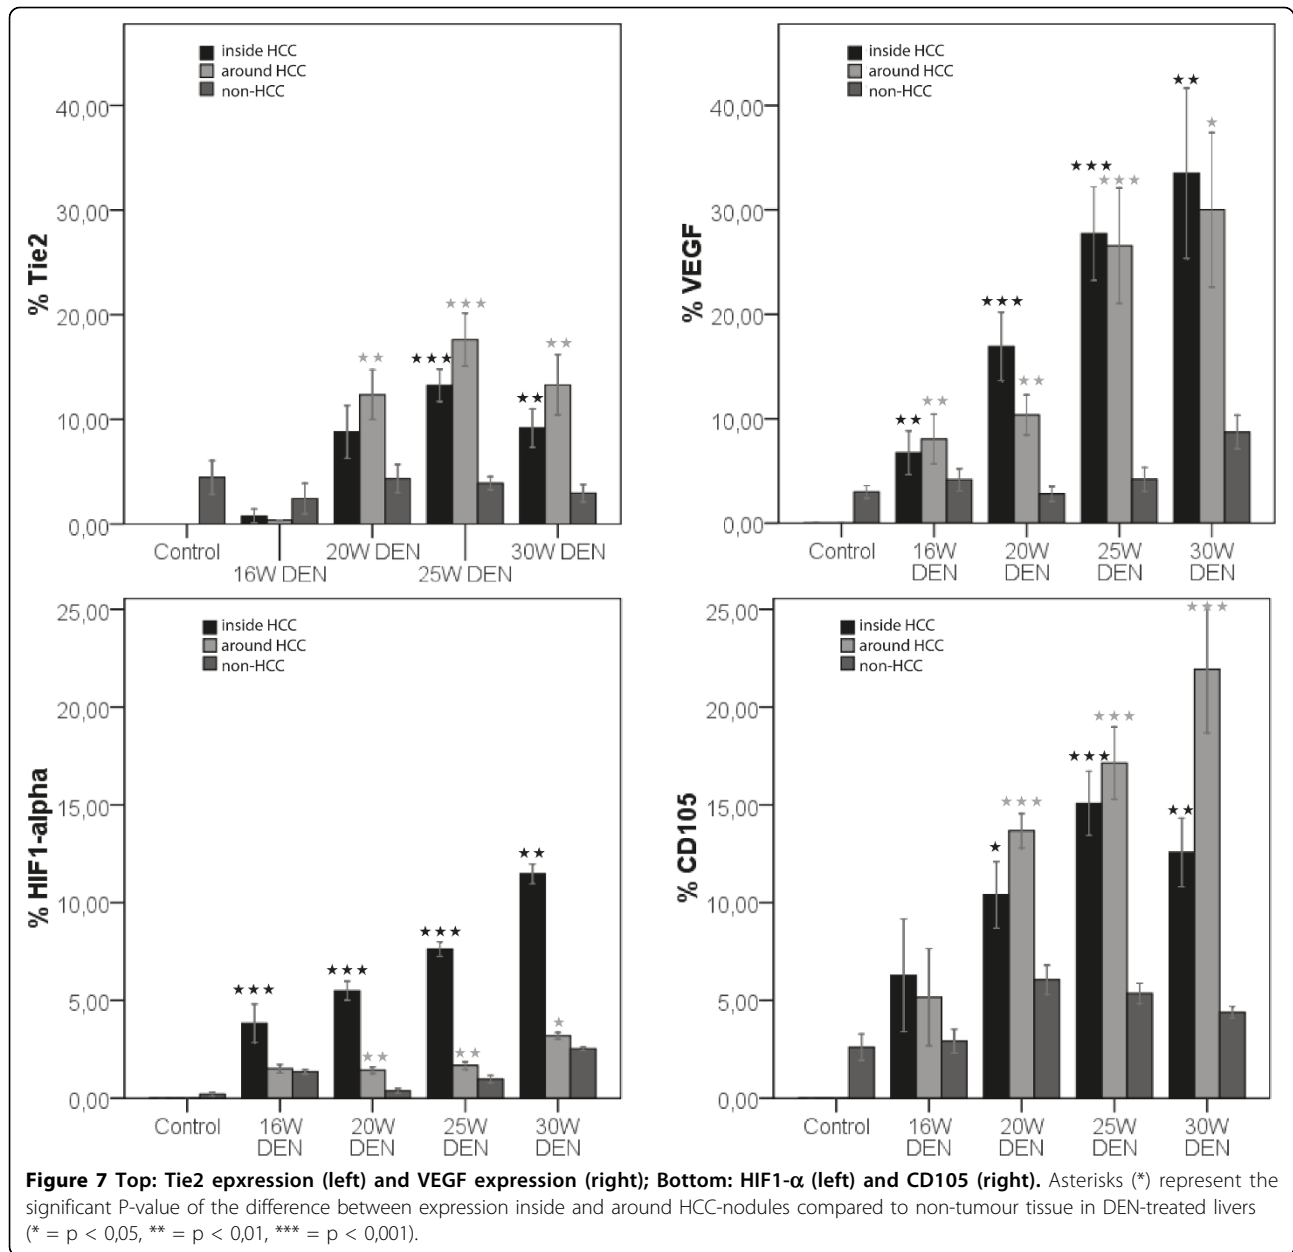 inside HCC
around HCC
non-HCC
% Tie2
40,00
30,00
20,00
10,00
0,00
Control
16W DEN
20W DEN
25W DEN
30W DEN
★★
★★★
★★★
★★
★★
inside HCC
around HCC
non-HCC
% VEGF
40,00
30,00
20,00
10,00
0,00
Control
16W
DEN
20W
DEN
25W
DEN
30W
DEN
★★
★★
★★★
★★
★★★
★★★
★★
★
inside HCC
around HCC
non-HCC
% HIF1-alpha
25,00
20,00
15,00
10,00
5,00
0,00
Control
16W
DEN
20W
DEN
25W
DEN
30W
DEN
★★★
★★★
★★
★★★
★★
★★
★
inside HCC
around HCC
non-HCC
% CD105
25,00
20,00
15,00
10,00
5,00
0,00
Control
16W
DEN
20W
DEN
25W
DEN
30W
DEN
★
★★★
★★★
★★★
★★
★★★
Figure 7 Top: Tie2 epxression (left) and VEGF expression (right); Bottom: HIF1-α (left) and CD105 (right). Asterisks (*) represent the
significant P-value of the difference between expression inside and around HCC-nodules compared to non-tumour tissue in DEN-treated livers
(* = p < 0,05, ** = p < 0,01, *** = p < 0,001).